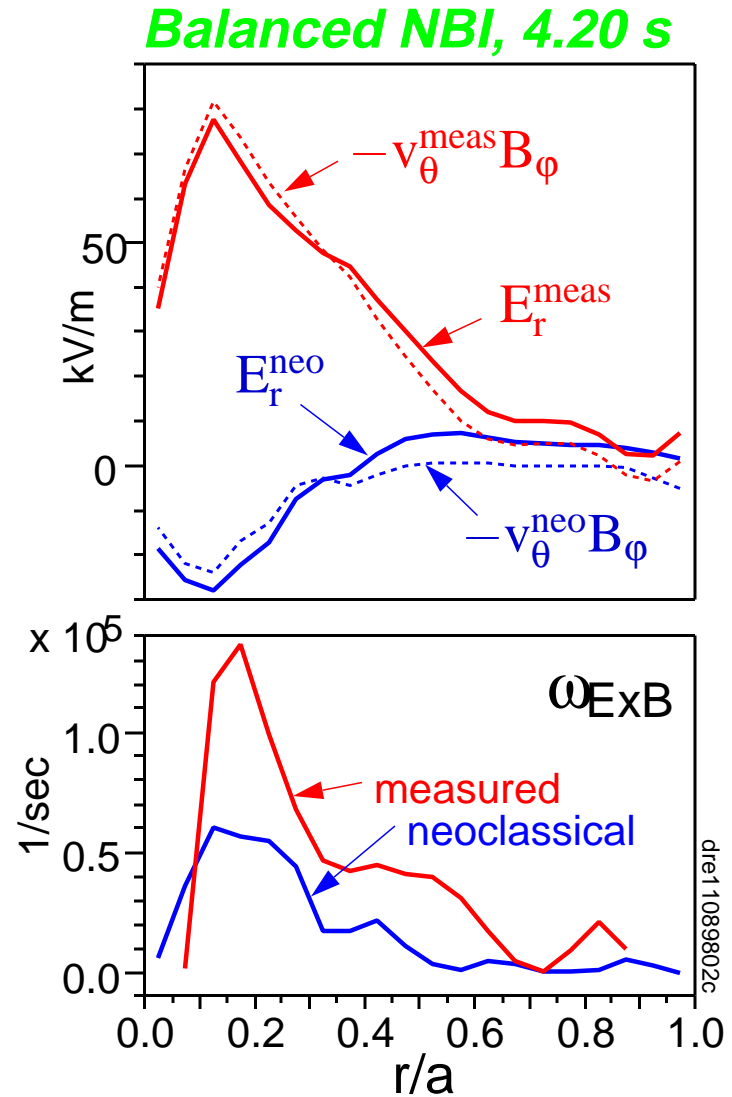 Balanced NBI, 4.20 s
–v_θ^meas B_φ
50
E_r^meas
kV/m
E_r^neo
0
–v_θ^neo B_φ
x 10^5
6
ω_ExB
1.0
1/sec
measured
neoclassical
0.5
0.0
dre11089802c
0.0 0.2 0.4 0.6 0.8 1.0
r/a